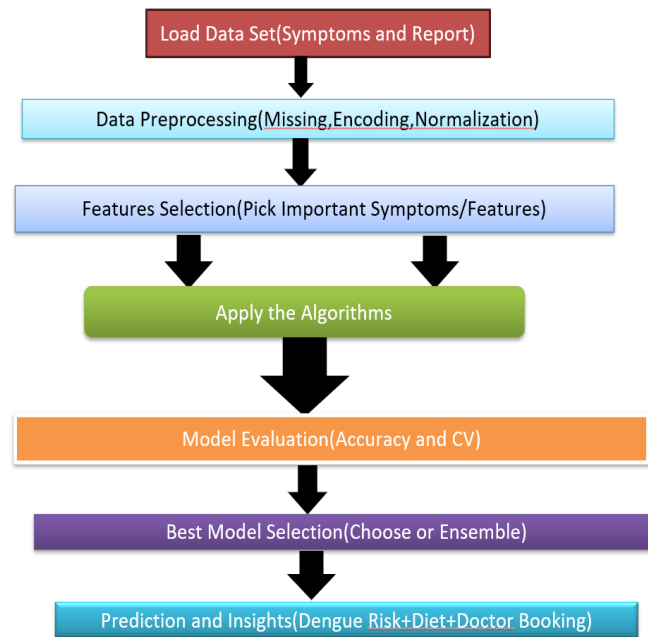 Load Data Set(Symptoms and Report)
Data Preprocessing(Missing,Encoding,Normalization)
Features Selection(Pick Important Symptoms/Features)
Apply the Algorithms
Model Evaluation(Accuracy and CV)
Best Model Selection(Choose or Ensemble)
Prediction and Insights(Dengue Risk+Diet+Doctor Booking)